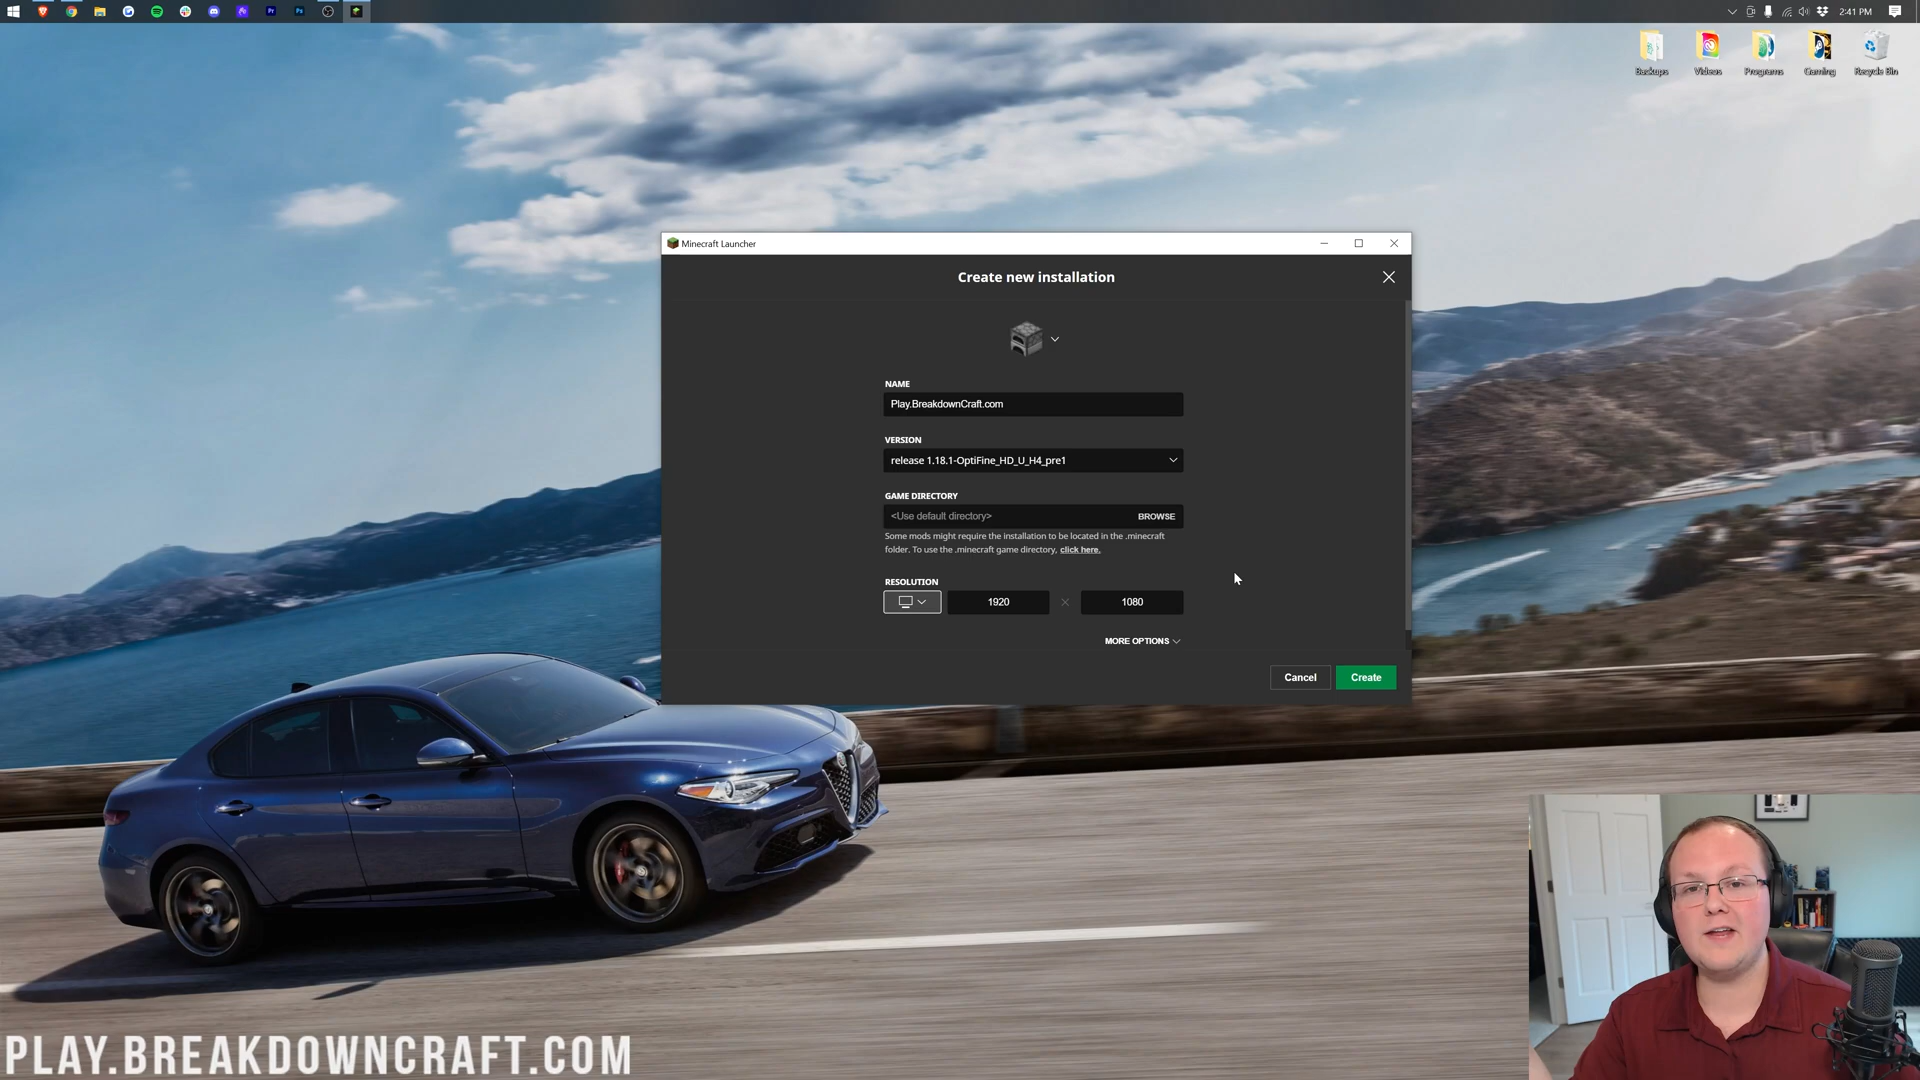 2:41 PM
Backups
Videos
Programs
Gaming
Recycle Bin
Minecraft Launcher
Create new installation
NAME
Play.BreakdownCraft.com
VERSION
release 1.18.1-OptiFine_HD_U_H4_pre1
GAME DIRECTORY
<Use default directory>
BROWSE
Some mods might require the installation to be located in the .minecraft
folder. To use the .minecraft game directory, click here.
RESOLUTION
1920
1080
MORE OPTIONS
Cancel
Create
PLAY.BREAKDOWNCRAFT.COM